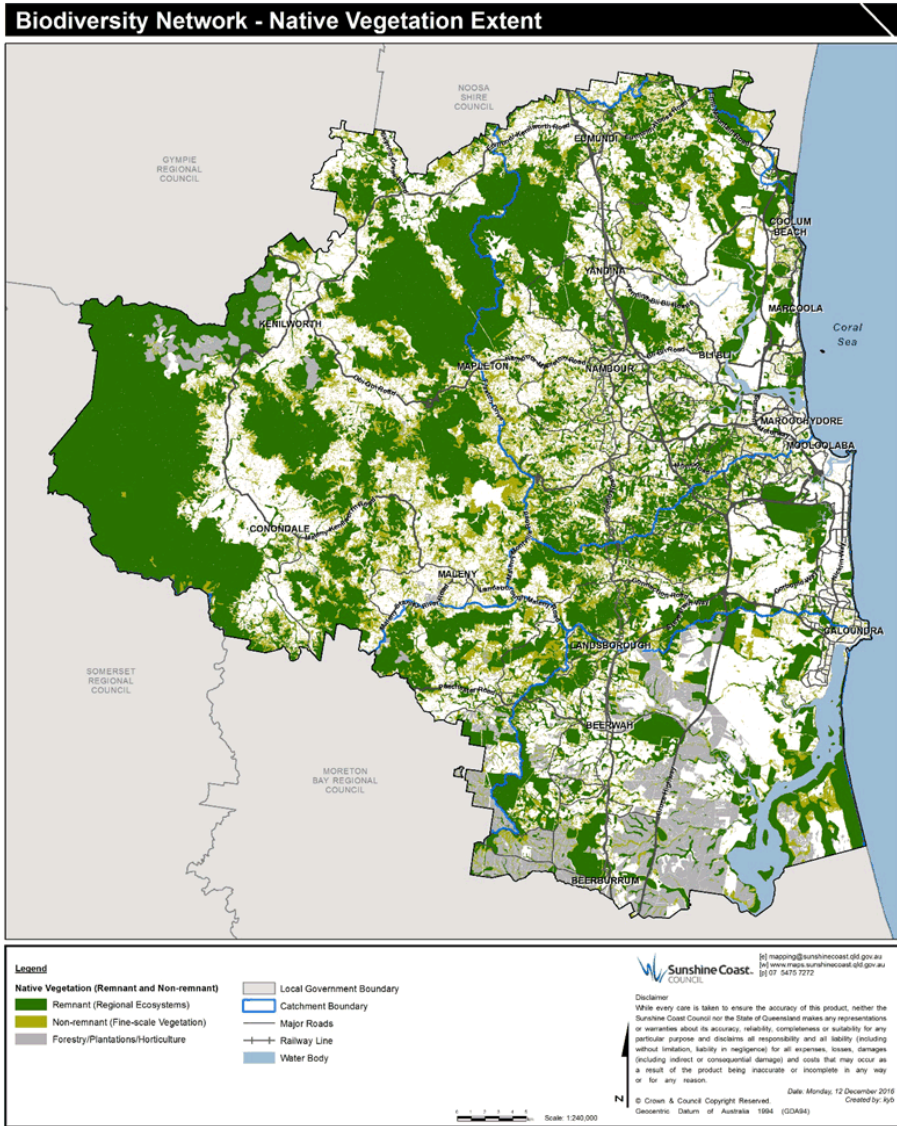 Biodiversity Network - Native Vegetation Extent
NOOSA
SHIRE
COUNCIL
GYMPIE
REGIONAL
COUNCIL
EUMUNDI
COOLUM
BEACH
YANDINA
MARCOOLA
Coral
Sea
KENILWORTH
BLI BLI
MAPLETON
NAMBOUR
MAROOCHYDORE
MOOLOOLABA
CONONDALE
MALENY
CALOUNDRA
LANDSBOROUGH
SOMERSET
REGIONAL
COUNCIL
BEERWAH
MORETON
BAY REGIONAL
COUNCIL
BEERBURRUM
Legend
Native Vegetation (Remnant and Non-remnant)
Remnant (Regional Ecosystems)
Non-remnant (Fine-scale Vegetation)
Forestry/Plantations/Horticulture
Local Government Boundary
Catchment Boundary
Major Roads
Railway Line
Water Body
Sunshine Coast
COUNCIL
[e] mapping@sunshinecoast.qld.gov.au
[w] www.maps.sunshinecoast.qld.gov.au
[p] 07 5475 7272
Disclaimer
While every care is taken to ensure the accuracy of this product, neither the
Sunshine Coast Council nor the State of Queensland makes any representations
or warranties about its accuracy, reliability, completeness or suitability for any
particular purpose and disclaims all responsibility and all liability (including
without limitation, liability in negligence) for all expenses, losses, damages
(including indirect or consequential damage) and costs that may occur as
a result of the product being inaccurate or incomplete in any way
or for any reason.
Date: Monday, 12 December 2016
Created by: kyb
© Crown & Council Copyright Reserved.
Geocentric Datum of Australia 1994 (GDA94)
N
Scale: 1:240,000